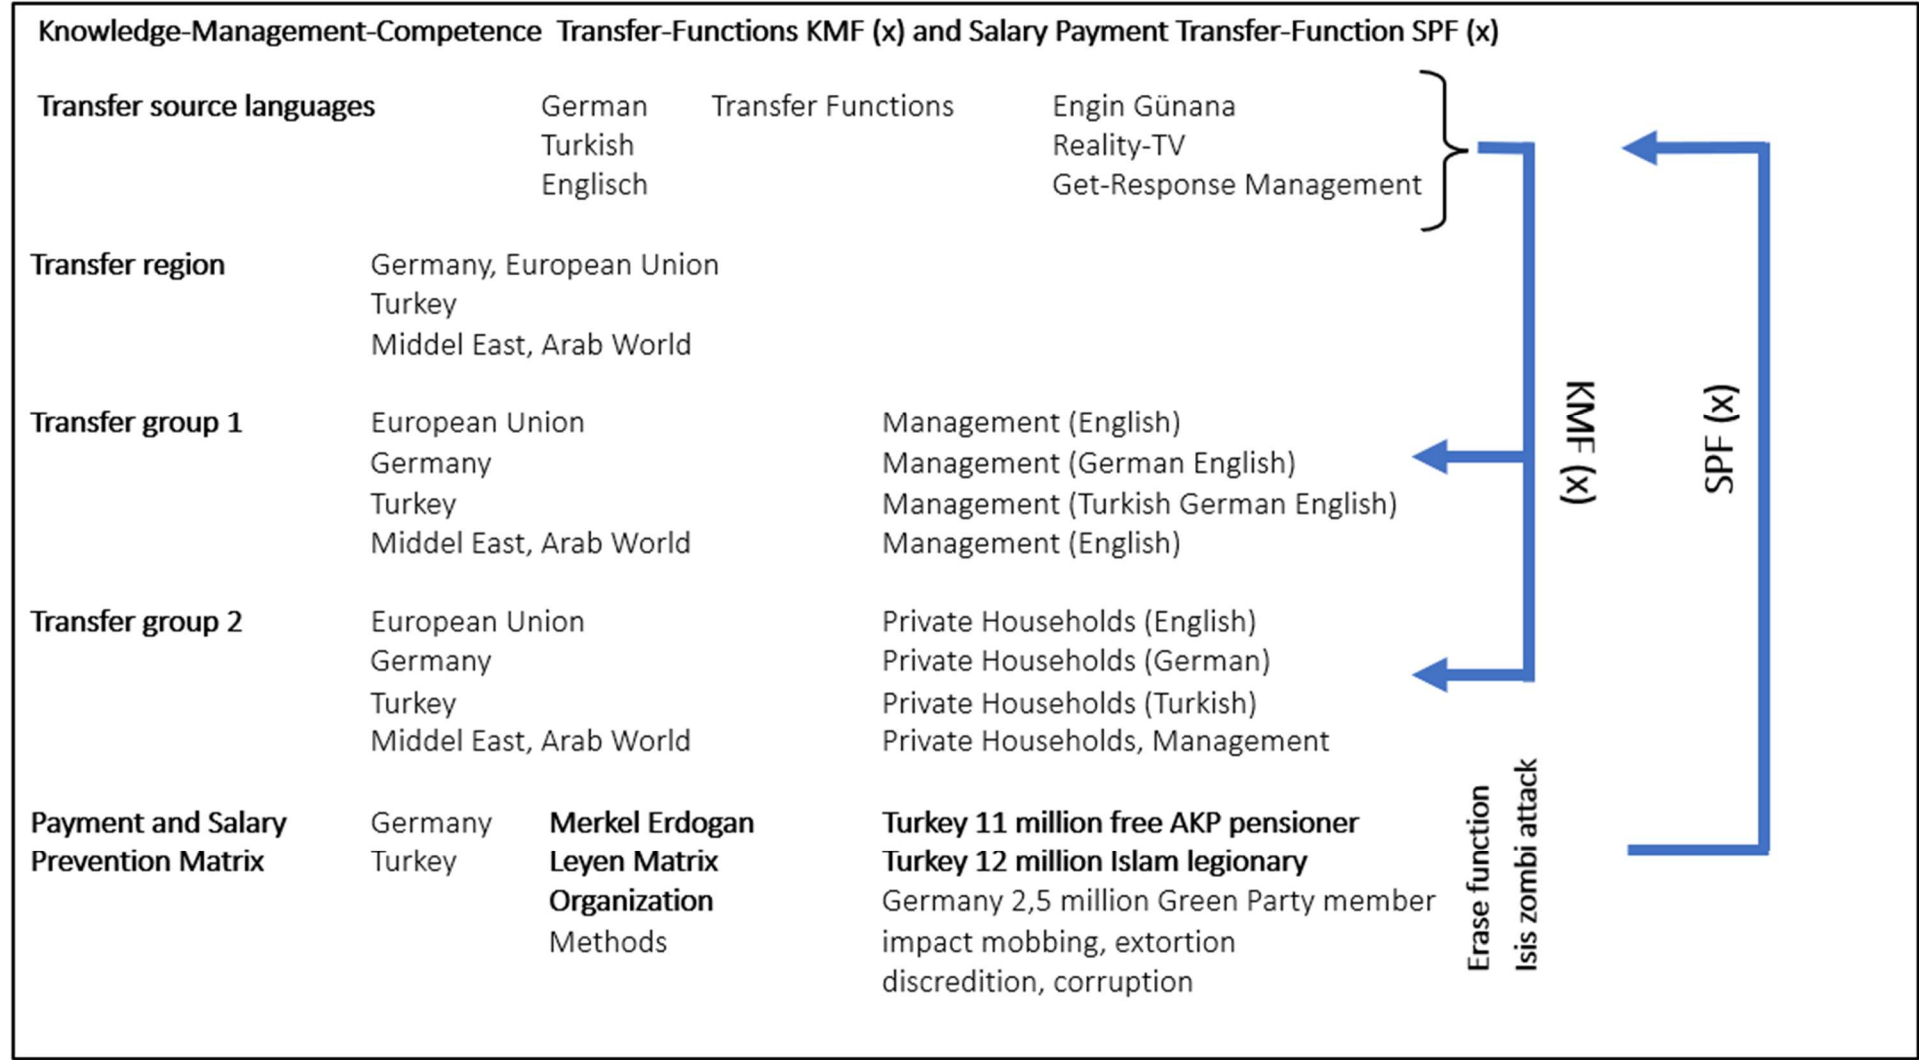 Knowledge-Management-Competence Transfer-Functions KMF (x) and Salary Payment Transfer-Function SPF (x)
Transfer source languages German Transfer Functions Engin Günana
Turkish Reality-TV
Englisch Get-Response Management
Transfer region Germany, European Union
Turkey
Middel East, Arab World
Transfer group 1 European Union Management (English)
Germany Management (German English)
Turkey Management (Turkish German English)
Middel East, Arab World Management (English)
Transfer group 2 European Union Private Households (English)
Germany Private Households (German)
Turkey Private Households (Turkish)
Middel East, Arab World Private Households, Management
Payment and Salary Germany Merkel Erdogan Turkey 11 million free AKP pensioner
Prevention Matrix Turkey Leyen Matrix Turkey 12 million Islam legionary
Organization Germany 2,5 million Green Party member
Methods impact mobbing, extortion
discredition, corruption
KMF (x)
SPF (x)
Erase function
Isis zombi attack